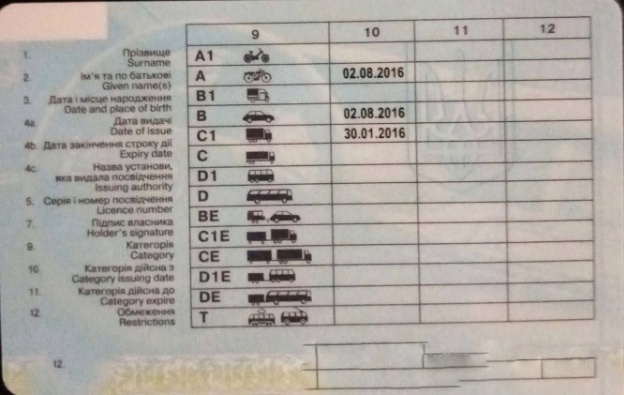 9 10 11 12
1. Прізвище
Surname
2. Ім'я та по батькові
Given name(s)
3. Дата і місце народження
Date and place of birth
4a. Дата видачі
Date of issue
4b. Дата закінчення строку дії
Expiry date
4c. Назва установи,
яка видала посвідчення
Issuing authority
5. Серія і номер посвідчення
Licence number
7. Підпис власника
Holder's signature
9. Категорія
Category
10. Категорія дійсна з
Category issuing date
11. Категорія дійсна до
Category expire
12. Обмеження
Restrictions
A1
A 02.08.2016
B1
B 02.08.2016
C1 30.01.2016
C
D1
D
BE
C1E
CE
D1E
DE
T
12.